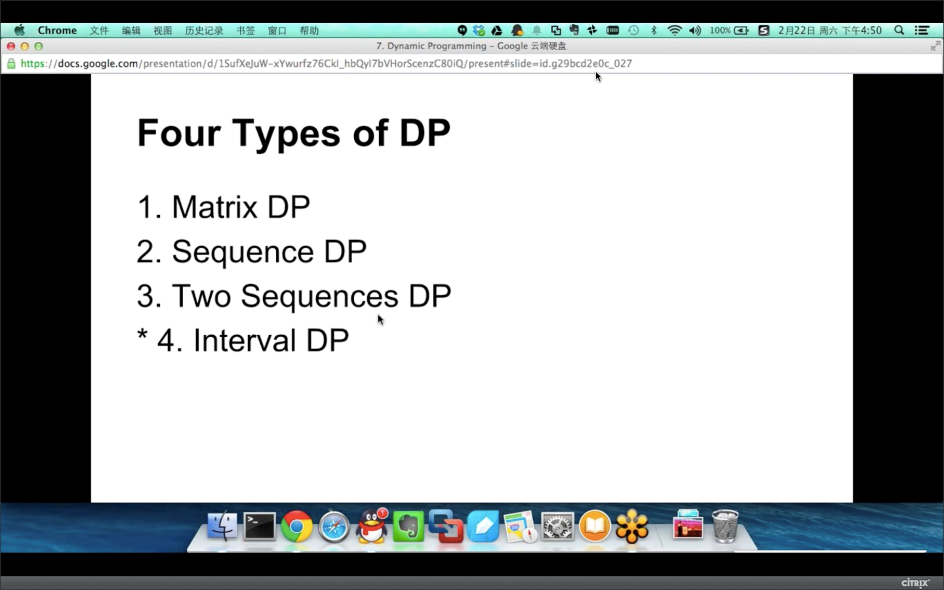 Chrome 文件 编辑 视图 历史记录 书签 窗口 帮助 100% 2月22日 周六 下午4:50
7. Dynamic Programming – Google 云端硬盘
https://docs.google.com/presentation/d/1SufXeJuW-xYwurfz76CkI_hbQyI7bVHorScenzC80iQ/present#slide=id.g29bcd2e0c_027
Four Types of DP
1. Matrix DP
2. Sequence DP
3. Two Sequences DP
* 4. Interval DP
CITRIX